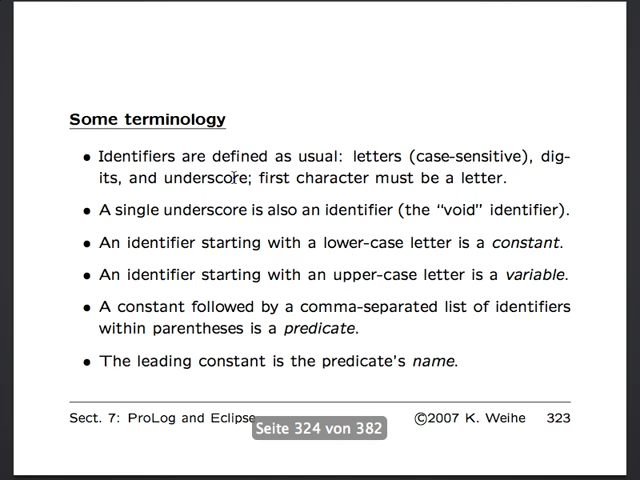 Some terminology
• Identifiers are defined as usual: letters (case-sensitive), dig-
its, and underscore; first character must be a letter.
• A single underscore is also an identifier (the “void” identifier).
• An identifier starting with a lower-case letter is a constant.
• An identifier starting with an upper-case letter is a variable.
• A constant followed by a comma-separated list of identifiers
within parentheses is a predicate.
• The leading constant is the predicate’s name.
Sect. 7: ProLog and Eclipse ©2007 K. Weihe 323
Seite 324 von 382